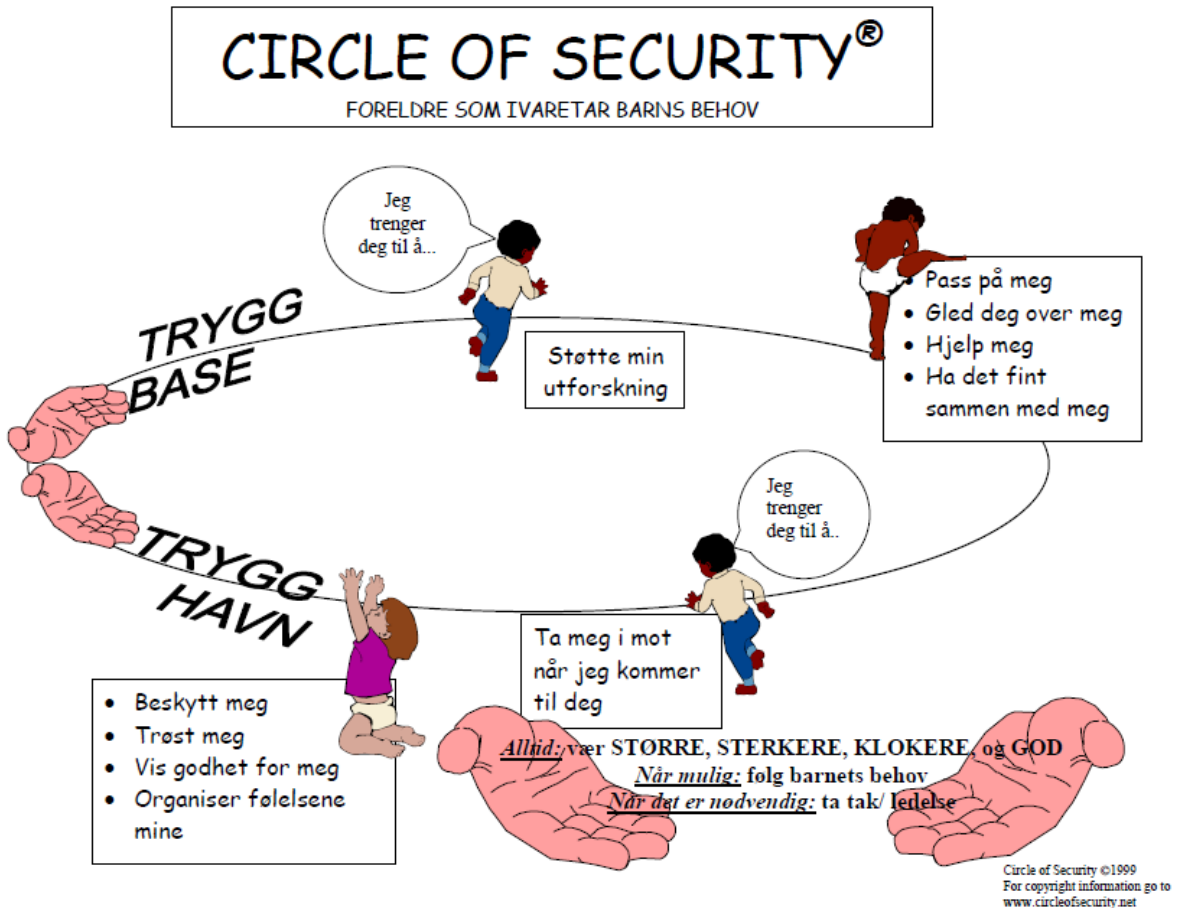 CIRCLE OF SECURITY®
FORELDRE SOM IVARETAR BARNS BEHOV
Jeg
trenger
deg til å...
TRYGG
BASE
Støtte min
utforskning
• Pass på meg
• Gled deg over meg
• Hjelp meg
• Ha det fint
sammen med meg
Jeg
trenger
deg til å..
TRYGG
HAVN
Ta meg i mot
når jeg kommer
til deg
• Beskytt meg
• Trøst meg
• Vis godhet for meg
• Organiser følelsene
mine
Alltid: vær STØRRE, STERKERE, KLOKERE, og GOD
Når mulig: følg barnets behov
Når det er nødvendig: ta tak/ ledelse
Circle of Security ©1999
For copyright information go to
www.circleofsecurity.net